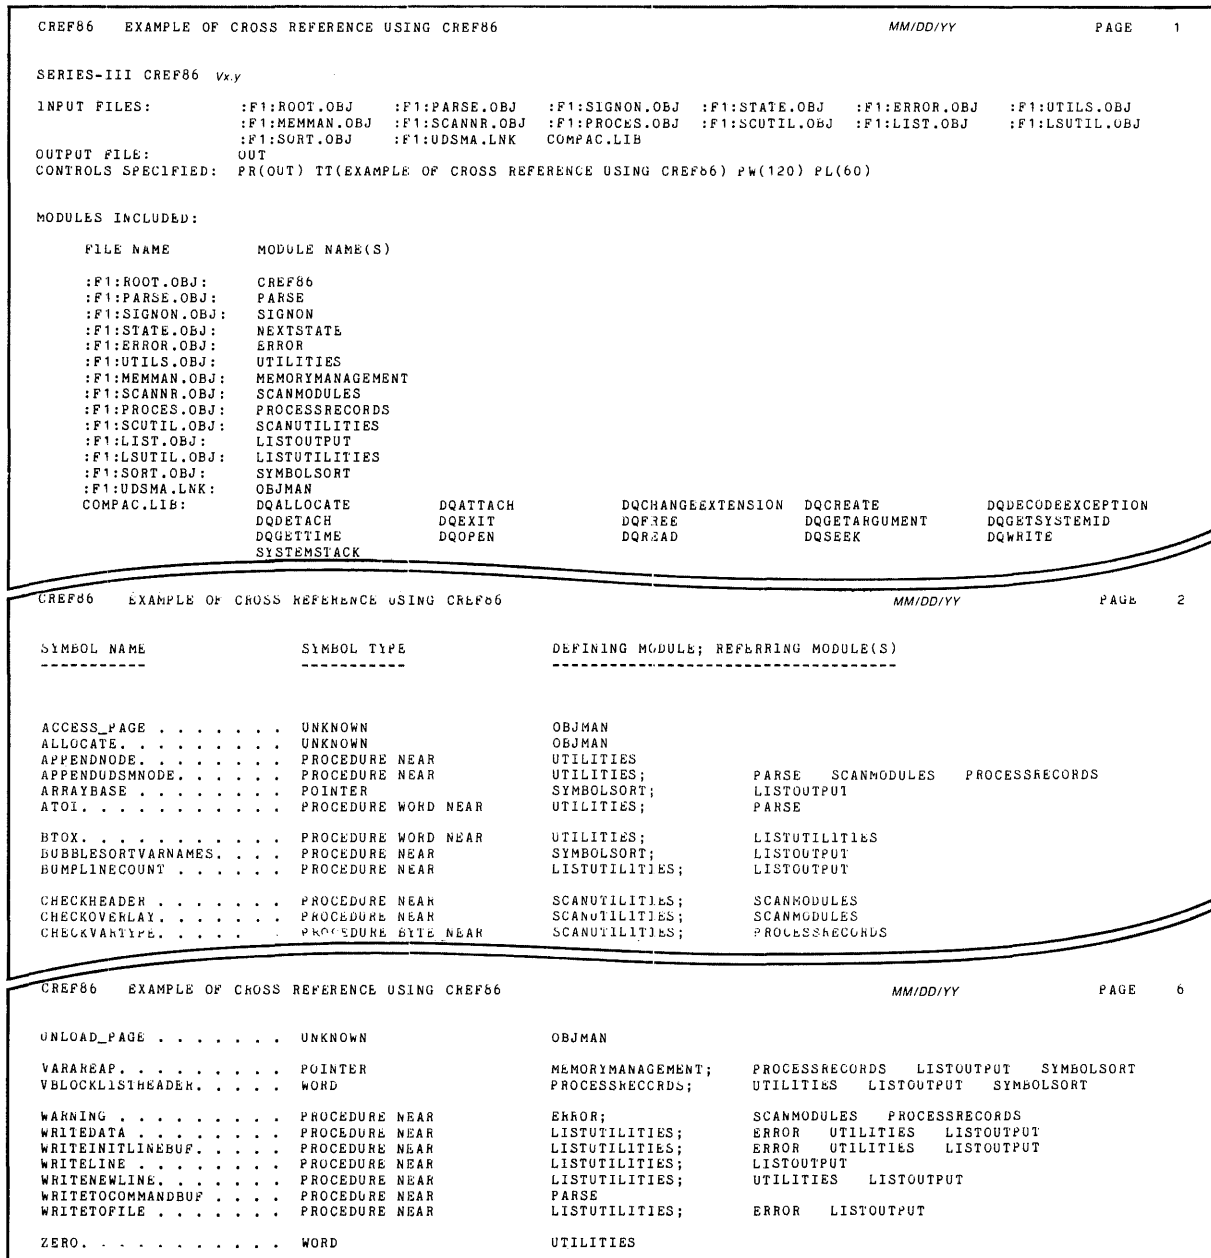 CREF86 EXAMPLE OF CROSS REFERENCE USING CREF86 MM/DD/YY PAGE 1
SERIES-III CREF86 Vx.y
INPUT FILES: :F1:ROOT.OBJ :F1:PARSE.OBJ :F1:SIGNON.OBJ :F1:STATE.OBJ :F1:ERROR.OBJ :F1:UTILS.OBJ
:F1:MEMMAN.OBJ :F1:SCANNR.OBJ :F1:PROCES.OBJ :F1:SCUTIL.OBJ :F1:LIST.OBJ :F1:LSUTIL.OBJ
:F1:SORT.OBJ :F1:UDSMA.LNK COMPAC.LIB
OUTPUT FILE: OUT
CONTROLS SPECIFIED: PR(OUT) TT(EXAMPLE OF CROSS REFERENCE USING CREF86) PW(120) PL(60)
MODULES INCLUDED:
FILE NAME MODULE NAME(S)
:F1:ROOT.OBJ: CREF86
:F1:PARSE.OBJ: PARSE
:F1:SIGNON.OBJ: SIGNON
:F1:STATE.OBJ: NEXTSTATE
:F1:ERROR.OBJ: ERROR
:F1:UTILS.OBJ: UTILITIES
:F1:MEMMAN.OBJ: MEMORYMANAGEMENT
:F1:SCANNR.OBJ: SCANMODULES
:F1:PROCES.OBJ: PROCESSRECORDS
:F1:SCUTIL.OBJ: SCANUTILITIES
:F1:LIST.OBJ: LISTOUTPUT
:F1:LSUTIL.OBJ: LISTUTILITIES
:F1:SORT.OBJ: SYMBOLSORT
:F1:UDSMA.LNK: OBJMAN
COMPAC.LIB: DQALLOCATE DQATTACH DQCHANGEEXTENSION DQCREATE DQDECODEEXCEPTION
DQDETACH DQEXIT DQFREE DQGETARGUMENT DQGETSYSTEMID
DQGETTIME DQOPEN DQREAD DQSEEK DQWRITE
SYSTEMSTACK
CREF86 EXAMPLE OF CROSS REFERENCE USING CREF86 MM/DD/YY PAGE 2
SYMBOL NAME SYMBOL TYPE DEFINING MODULE; REFERRING MODULE(S)
----------- ----------- ------------------------------------
ACCESS_PAGE . . . . . . . UNKNOWN OBJMAN
ALLOCATE. . . . . . . . . UNKNOWN OBJMAN
APPENDNODE. . . . . . . . PROCEDURE NEAR UTILITIES
APPENDUDSMNODE. . . . . . PROCEDURE NEAR UTILITIES; PARSE SCANMODULES PROCESSRECORDS
ARRAYBASE . . . . . . . . POINTER SYMBOLSORT; LISTOUTPUT
ATOI. . . . . . . . . . . PROCEDURE WORD NEAR UTILITIES; PARSE
BTOX. . . . . . . . . . . PROCEDURE WORD NEAR UTILITIES; LISTUTILITIES
BUBBLESORTVARNAMES. . . . PROCEDURE NEAR SYMBOLSORT; LISTOUTPUT
BUMPLINECOUNT . . . . . . PROCEDURE NEAR LISTUTILITIES; LISTOUTPUT
CHECKHEADER . . . . . . . PROCEDURE NEAR SCANUTILITIES; SCANMODULES
CHECKOVERLAY. . . . . . . PROCEDURE NEAR SCANUTILITIES; SCANMODULES
CHECKVARTYPE. . . . . . PROCEDURE BYTE NEAR SCANUTILITIES; PROCESSRECORDS
CREF86 EXAMPLE OF CROSS REFERENCE USING CREF86 MM/DD/YY PAGE 6
UNLOAD_PAGE . . . . . . . UNKNOWN OBJMAN
VARAREAP. . . . . . . . . POINTER MEMORYMANAGEMENT; PROCESSRECORDS LISTOUTPUT SYMBOLSORT
VBLOCKLISTHEADER. . . . . WORD PROCESSRECORDS; UTILITIES LISTOUTPUT SYMBOLSORT
WARNING . . . . . . . . . PROCEDURE NEAR ERROR; SCANMODULES PROCESSRECORDS
WRITEDATA . . . . . . . . PROCEDURE NEAR LISTUTILITIES; ERROR UTILITIES LISTOUTPUT
WRITEINITLINEBUF. . . . . PROCEDURE NEAR LISTUTILITIES; ERROR UTILITIES LISTOUTPUT
WRITELINE . . . . . . . . PROCEDURE NEAR LISTUTILITIES; LISTOUTPUT
WRITENEWLINE. . . . . . . PROCEDURE NEAR LISTUTILITIES; UTILITIES LISTOUTPUT
WRITETOCOMMANDBUF . . . . PROCEDURE NEAR PARSE
WRITETOFILE . . . . . . . PROCEDURE NEAR LISTUTILITIES; ERROR LISTOUTPUT
ZERO. . . . . . . . . . . WORD UTILITIES